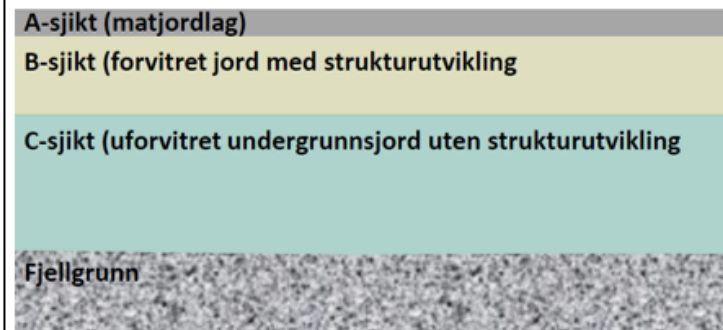 A-sjikt (matjordlag)
B-sjikt (forvitret jord med strukturutvikling
C-sjikt (uforvitret undergrunnsjord uten strukturutvikling
Fjellgrunn